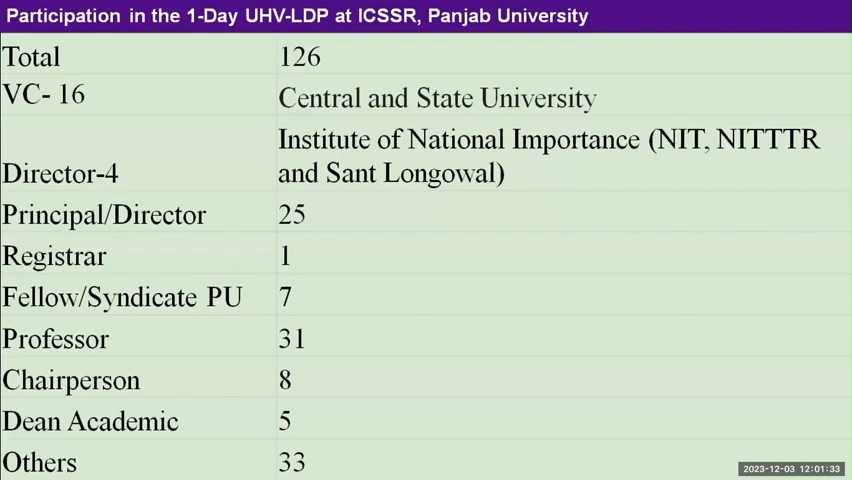 Participation in the 1-Day UHV-LDP at ICSSR, Panjab University
Total 126
VC- 16 Central and State University
Director-4 Institute of National Importance (NIT, NITTTR
and Sant Longowal)
Principal/Director 25
Registrar 1
Fellow/Syndicate PU 7
Professor 31
Chairperson 8
Dean Academic 5
Others 33
2023-12-03 12:01:33